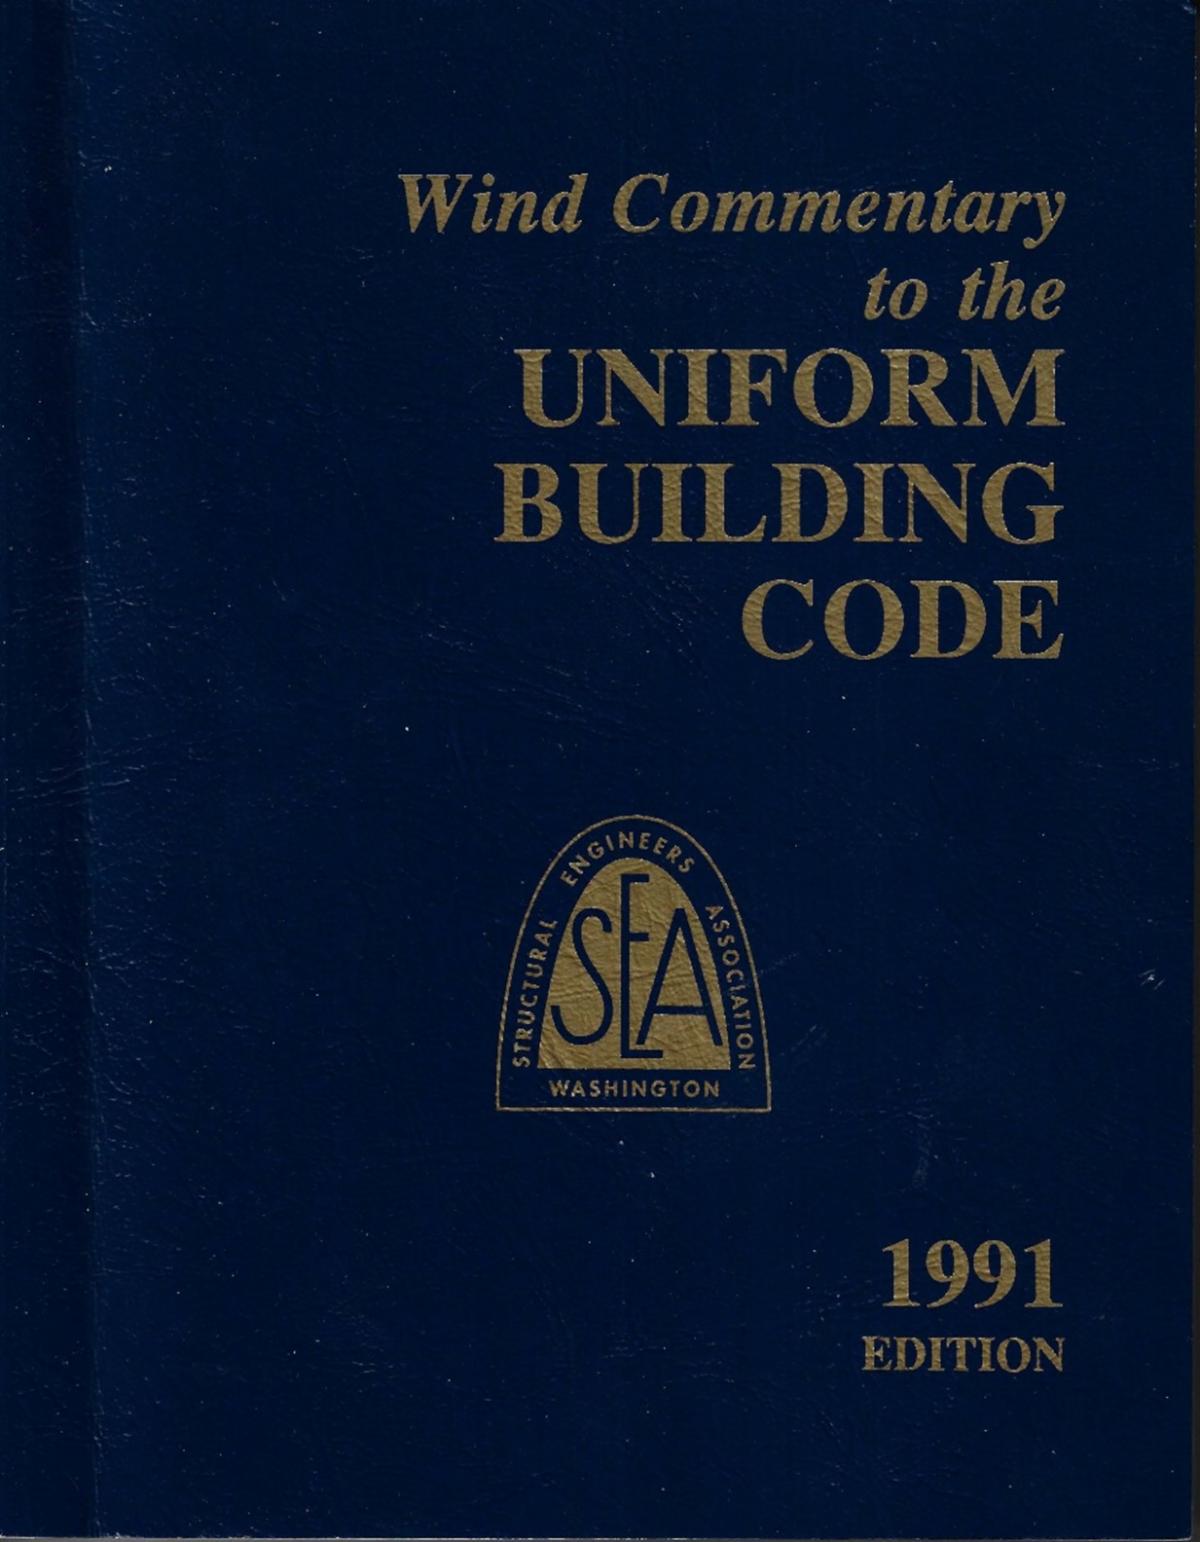 Wind Commentary
to the
UNIFORM
BUILDING
CODE
STRUCTURAL ENGINEERS ASSOCIATION
SEA
WASHINGTON
1991
EDITION